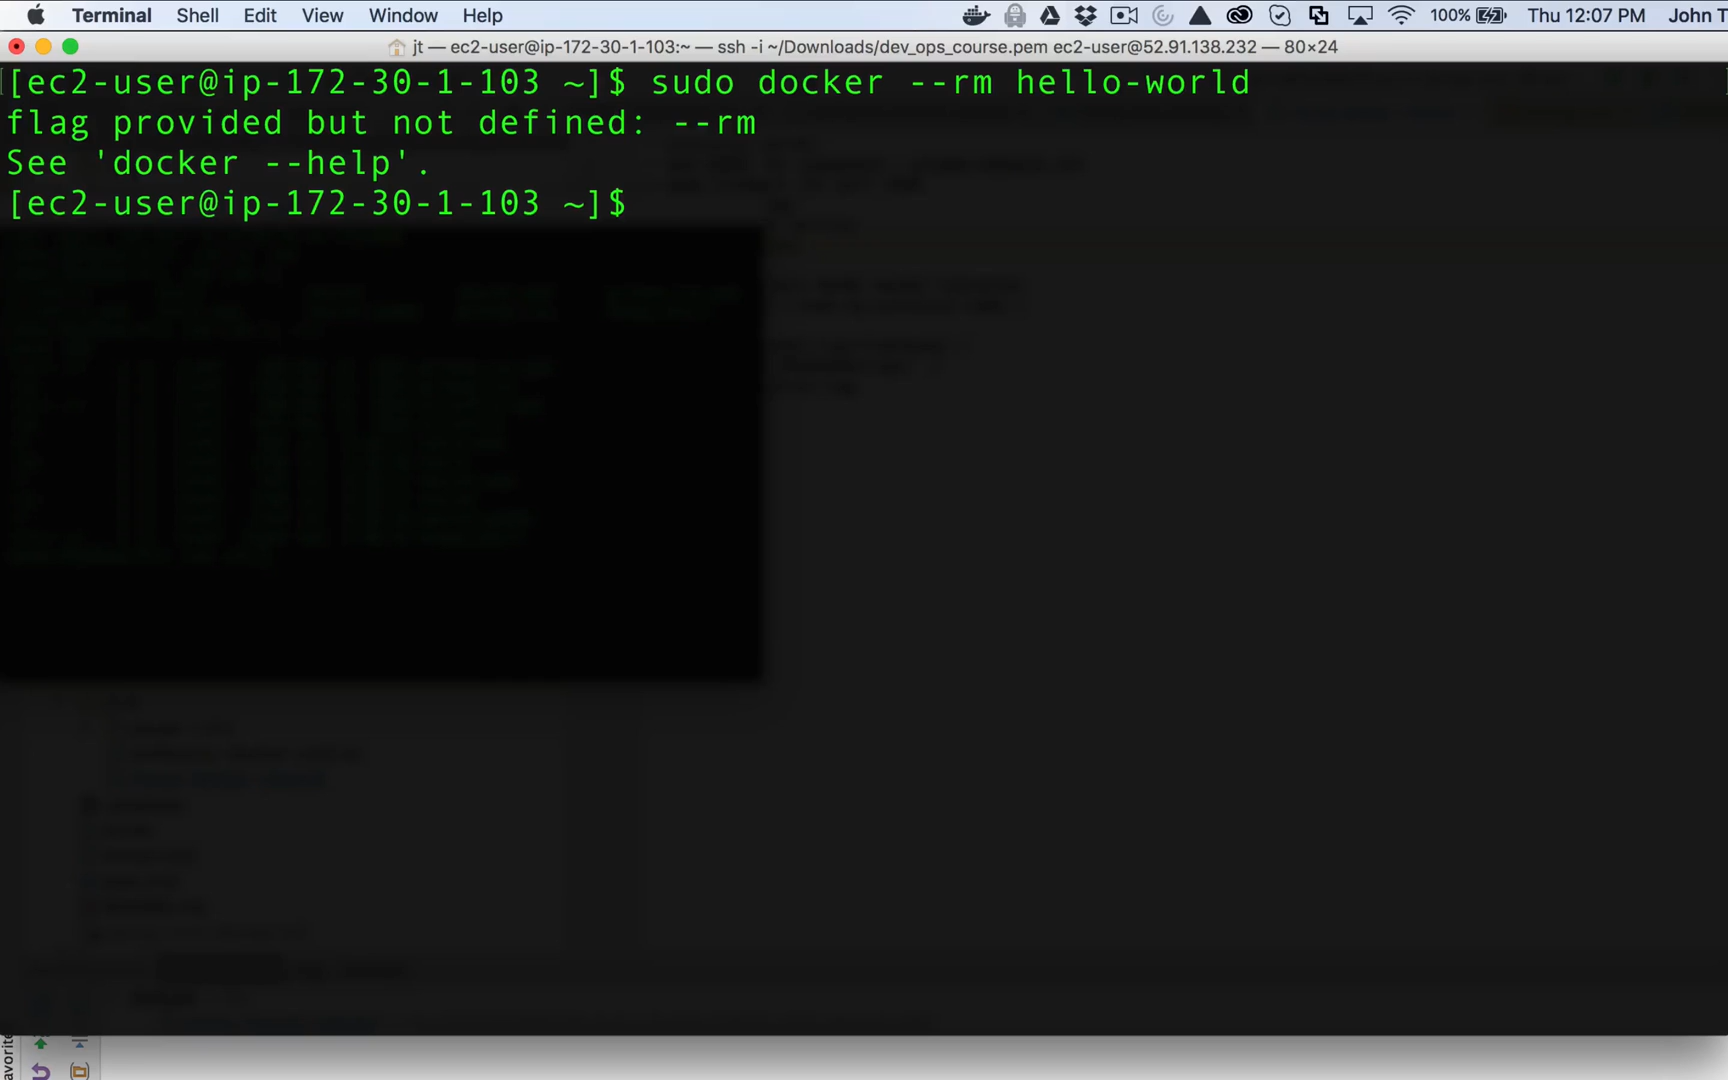 Terminal Shell Edit View Window Help 100% Thu 12:07 PM John T
jt — ec2-user@ip-172-30-1-103:~ — ssh -i ~/Downloads/dev_ops_course.pem ec2-user@52.91.138.232 — 80×24
[ec2-user@ip-172-30-1-103 ~]$ sudo docker --rm hello-world
flag provided but not defined: --rm
See 'docker --help'.
[ec2-user@ip-172-30-1-103 ~]$
avorite